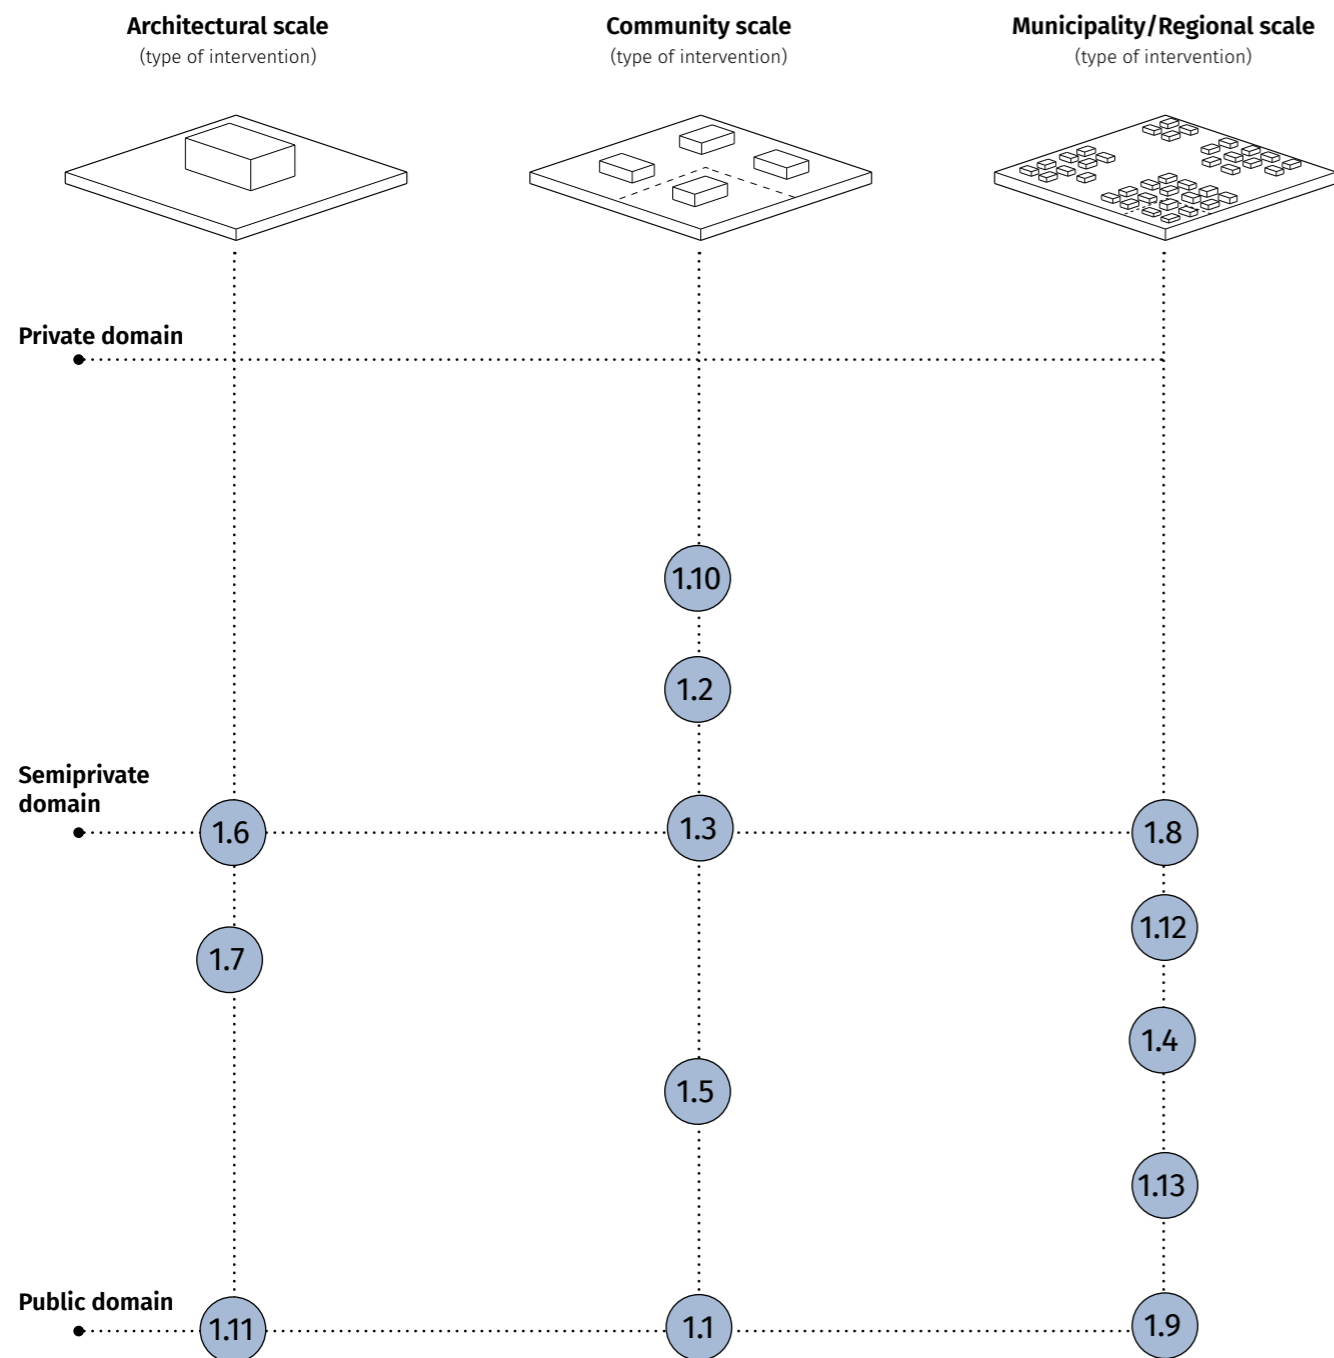 Architectural scale
(type of intervention)
Community scale
(type of intervention)
Municipality/Regional scale
(type of intervention)
Private domain
1.10
1.2
Semiprivate
domain
1.6
1.3
1.8
1.12
1.7
1.4
1.5
1.13
Public domain
1.11
1.1
1.9